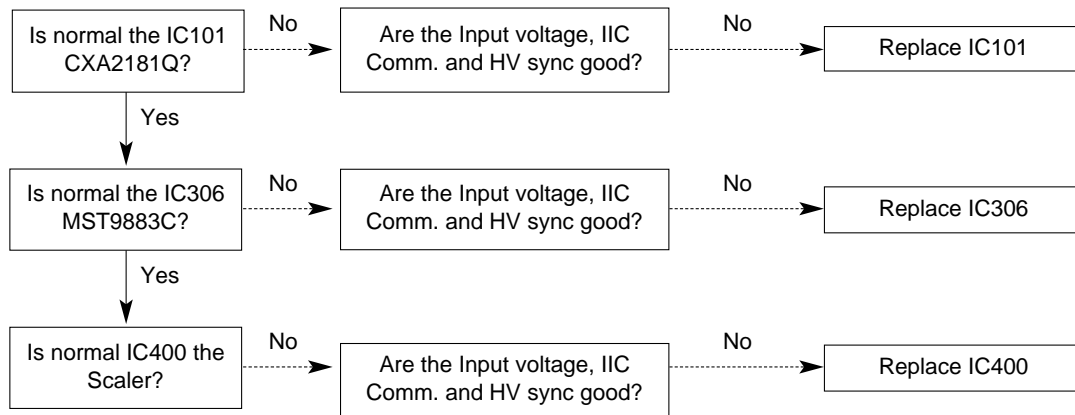 Is normal the IC101
CXA2181Q?
No
Are the Input voltage, IIC
Comm. and HV sync good?
No
Replace IC101
Yes
Is normal the IC306
MST9883C?
No
Are the Input voltage, IIC
Comm. and HV sync good?
No
Replace IC306
Yes
Is normal IC400 the
Scaler?
No
Are the Input voltage, IIC
Comm. and HV sync good?
No
Replace IC400